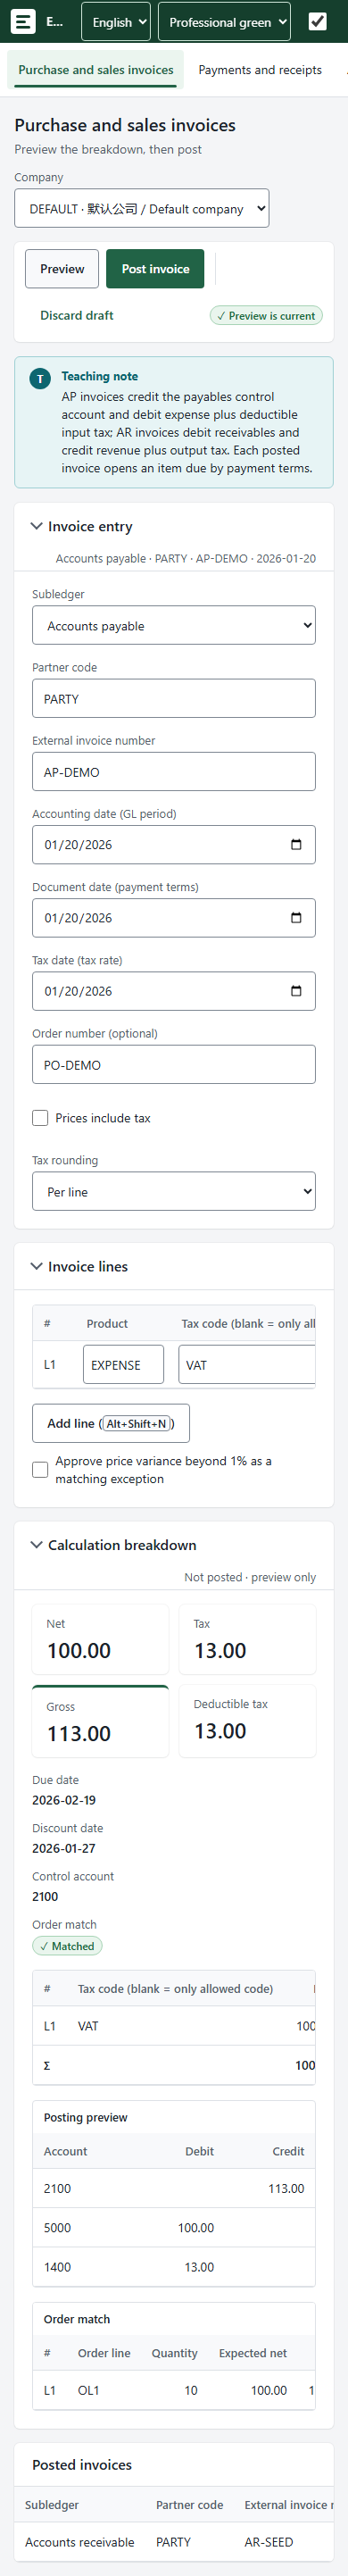 E... English Professional green
Purchase and sales invoices Payments and receipts
Purchase and sales invoices
Preview the breakdown, then post
Company
DEFAULT · 默认公司 / Default company
Preview Post invoice
Discard draft ✓ Preview is current
T Teaching note
AP invoices credit the payables control
account and debit expense plus deductible
input tax; AR invoices debit receivables and
credit revenue plus output tax. Each posted
invoice opens an item due by payment terms.
Invoice entry
Accounts payable · PARTY · AP-DEMO · 2026-01-20
Subledger
Accounts payable
Partner code
PARTY
External invoice number
AP-DEMO
Accounting date (GL period)
01/20/2026
Document date (payment terms)
01/20/2026
Tax date (tax rate)
01/20/2026
Order number (optional)
PO-DEMO
Prices include tax
Tax rounding
Per line
Invoice lines
# Product Tax code (blank = only all
L1 EXPENSE VAT
Add line (Alt+Shift+N)
Approve price variance beyond 1% as a
matching exception
Calculation breakdown
Not posted · preview only
Net Tax
100.00 13.00
Gross Deductible tax
113.00 13.00
Due date
2026-02-19
Discount date
2026-01-27
Control account
2100
Order match
✓ Matched
# Tax code (blank = only allowed code)
L1 VAT 100
Σ 100
Posting preview
Account Debit Credit
2100 113.00
5000 100.00
1400 13.00
Order match
# Order line Quantity Expected net
L1 OL1 10 100.00 1
Posted invoices
Subledger Partner code External invoice
Accounts receivable PARTY AR-SEED